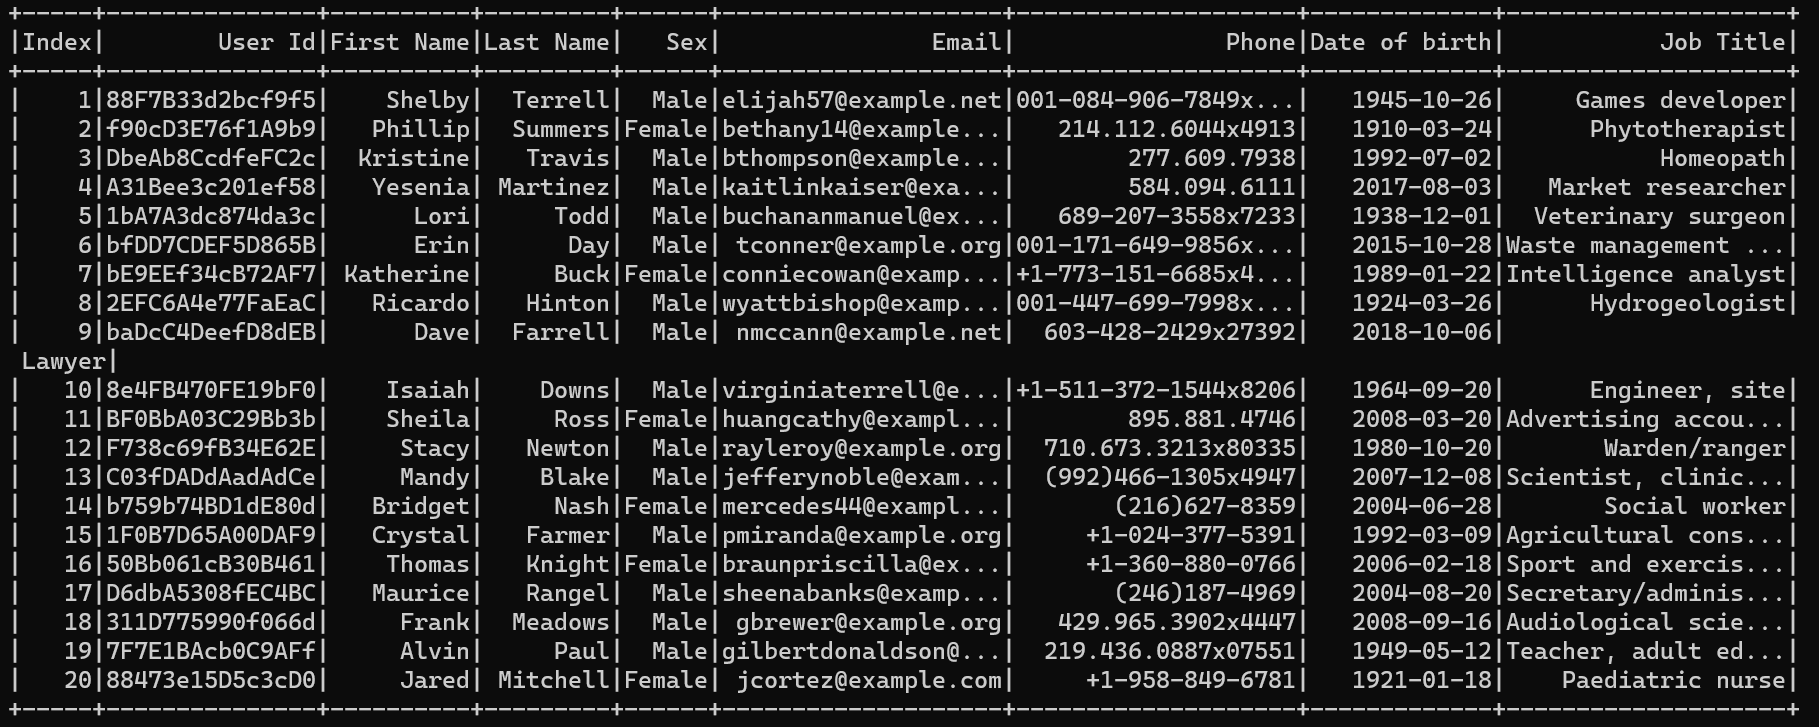 +-----+----------------+----------+---------+------+--------------------+--------------------+-------------+--------------------+
|Index|         User Id|First Name|Last Name|   Sex|               Email|               Phone|Date of birth|           Job Title|
+-----+----------------+----------+---------+------+--------------------+--------------------+-------------+--------------------+
|    1|88F7B33d2bcf9f5|    Shelby|  Terrell|  Male|elijah57@example.net|001-084-906-7849x...|   1945-10-26|     Games developer|
|    2|f90cD3E76f1A9b9|   Phillip|  Summers|Female|bethany14@example...|   214.112.6044x4913|   1910-03-24|      Phytotherapist|
|    3|DbeAb8CcdfeFC2c|  Kristine|   Travis|  Male|bthompson@example...|        277.609.7938|   1992-07-02|           Homeopath|
|    4|A31Bee3c201ef58|   Yesenia| Martinez|  Male|kaitlinkaiser@exa...|        584.094.6111|   2017-08-03|   Market researcher|
|    5|1bA7A3dc874da3c|      Lori|     Todd|  Male|buchananmanuel@ex...|   689-207-3558x7233|   1938-12-01|  Veterinary surgeon|
|    6|bfDD7CDEF5D865B|      Erin|      Day|  Male| tconner@example.org|001-171-649-9856x...|   2015-10-28|Waste management ...|
|    7|bE9EEf34cB72AF7| Katherine|     Buck|Female|conniecowan@examp...|+1-773-151-6685x4...|   1989-01-22|Intelligence analyst|
|    8|2EFC6A4e77FaEaC|   Ricardo|   Hinton|  Male|wyattbishop@examp...|001-447-699-7998x...|   1924-03-26|      Hydrogeologist|
|    9|baDcC4DeefD8dEB|      Dave|  Farrell|  Male| nmccann@example.net|  603-428-2429x27392|   2018-10-06|
 Lawyer|
|   10|8e4FB470FE19bF0|    Isaiah|    Downs|  Male|virginiaterrell@e...|+1-511-372-1544x8206|   1964-09-20|      Engineer, site|
|   11|BF0BbA03C29Bb3b|    Sheila|     Ross|Female|huangcathy@exampl...|        895.881.4746|   2008-03-20|Advertising accou...|
|   12|F738c69fB34E62E|     Stacy|   Newton|  Male|rayleroy@example.org|  710.673.3213x80335|   1980-10-20|       Warden/ranger|
|   13|C03fDADdAadAdCe|     Mandy|    Blake|  Male|jefferynoble@exam...|  (992)466-1305x4947|   2007-12-08|Scientist, clinic...|
|   14|b759b74BD1dE80d|   Bridget|     Nash|Female|mercedes44@exampl...|       (216)627-8359|   2004-06-28|       Social worker|
|   15|1F0B7D65A00DAF9|   Crystal|   Farmer|  Male|pmiranda@example.org|     +1-024-377-5391|   1992-03-09|Agricultural cons...|
|   16|50Bb061cB30B461|    Thomas|   Knight|Female|braunpriscilla@ex...|     +1-360-880-0766|   2006-02-18|Sport and exercis...|
|   17|D6dbA5308fEC4BC|   Maurice|   Rangel|  Male|sheenabanks@examp...|       (246)187-4969|   2004-08-20|Secretary/adminis...|
|   18|311D775990f066d|     Frank|  Meadows|  Male| gbrewer@example.org|   429.965.3902x4447|   2008-09-16|Audiological scie...|
|   19|7F7E1BAcb0C9AFf|     Alvin|     Paul|  Male|gilbertdonaldson@...|  219.436.0887x07551|   1949-05-12|Teacher, adult ed...|
|   20|88473e15D5c3cD0|     Jared| Mitchell|Female| jcortez@example.com|     +1-958-849-6781|   1921-01-18|    Paediatric nurse|
+-----+----------------+----------+---------+------+--------------------+--------------------+-------------+--------------------+